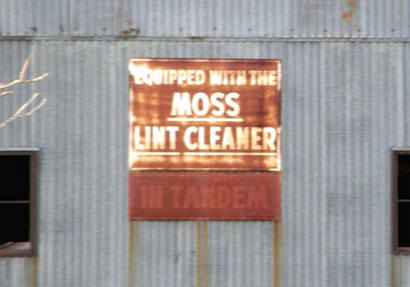 EQUIPPED WITH THE
MOSS
LINT CLEANER
IN TANDEM